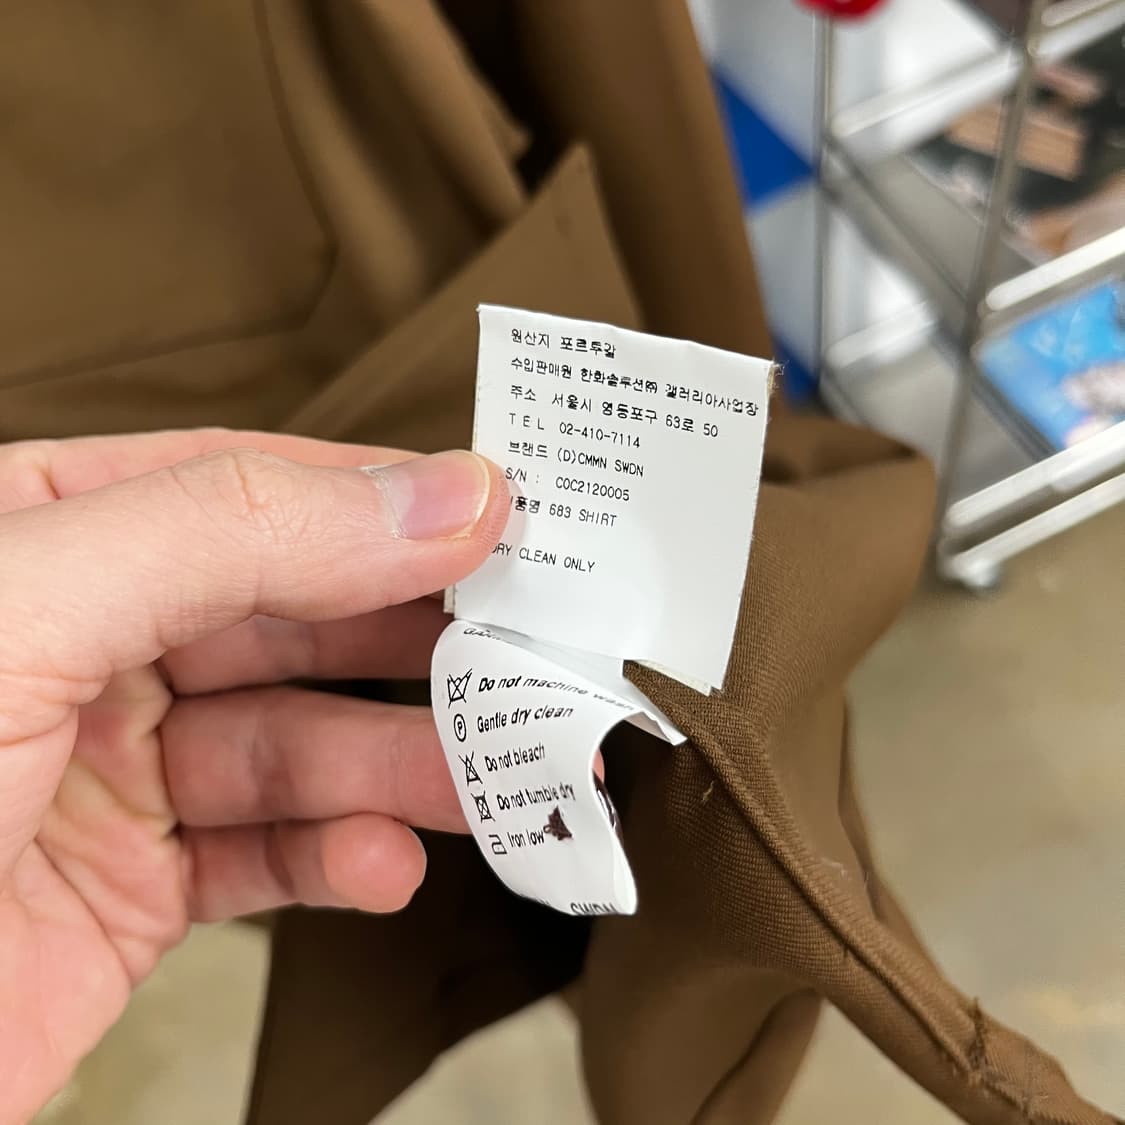 원산지 포르투갈
수입판매원 한화솔루션㈜ 갤러리아사업장
주소 서울시 영등포구 63로 50
TEL 02-410-7114
브랜드 (D)CMMN SWDN
S/N : COC2120005
품명 683 SHIRT
DRY CLEAN ONLY
Do not machine wash
Gentle dry clean
Do not bleach
Do not tumble dry
Iron low
SWDN